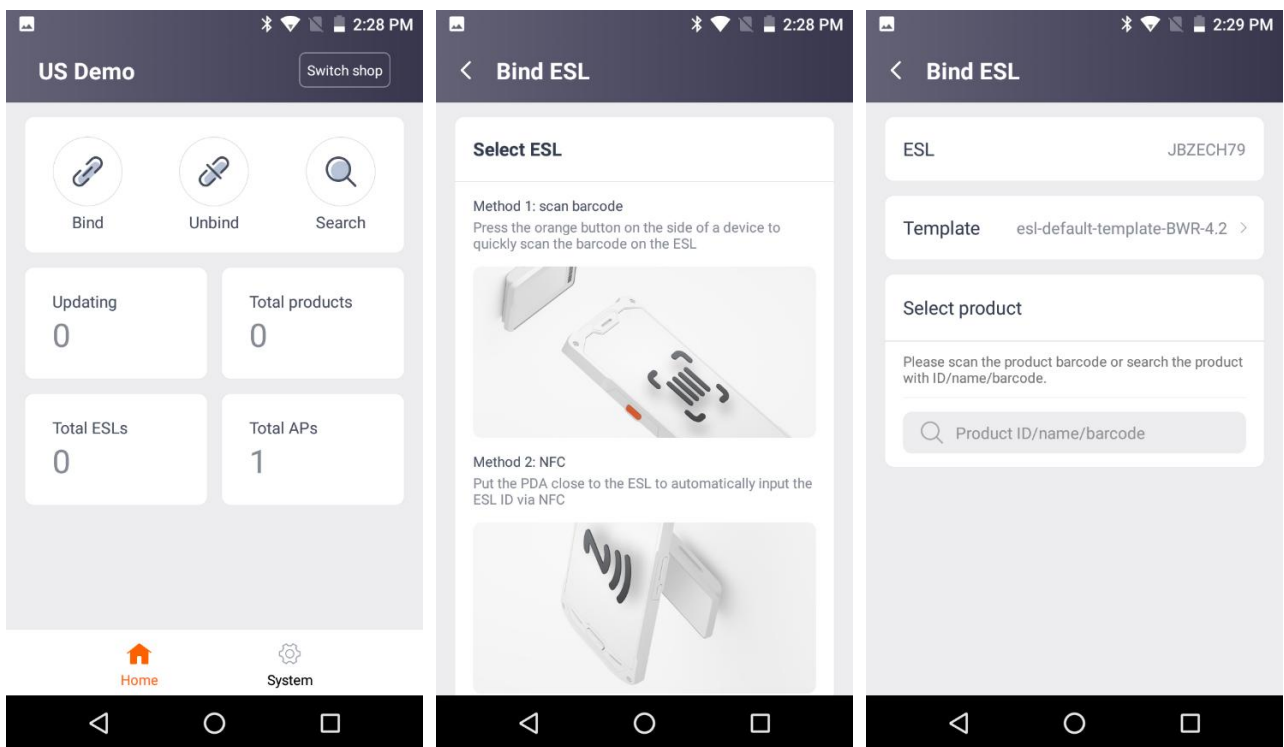 2:28 PM
US Demo
Switch shop
Bind
Unbind
Search
Updating
0
Total products
0
Total ESLs
0
Total APs
1
Home
System
2:28 PM
Bind ESL
Select ESL
Method 1: scan barcode
Press the orange button on the side of a device to
quickly scan the barcode on the ESL
Method 2: NFC
Put the PDA close to the ESL to automatically input the
ESL ID via NFC
2:29 PM
Bind ESL
ESL
JBZECH79
Template
esl-default-template-BWR-4.2
Select product
Please scan the product barcode or search the product
with ID/name/barcode.
Product ID/name/barcode